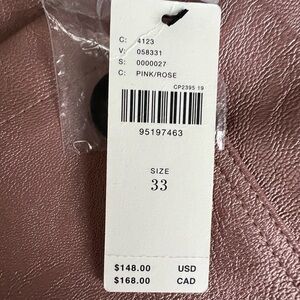 C: 4123
V: 058331
S: 0000027
C: PINK/ROSE
CP2395 19
95197463
SIZE
33
$148.00 USD
$168.00 CAD